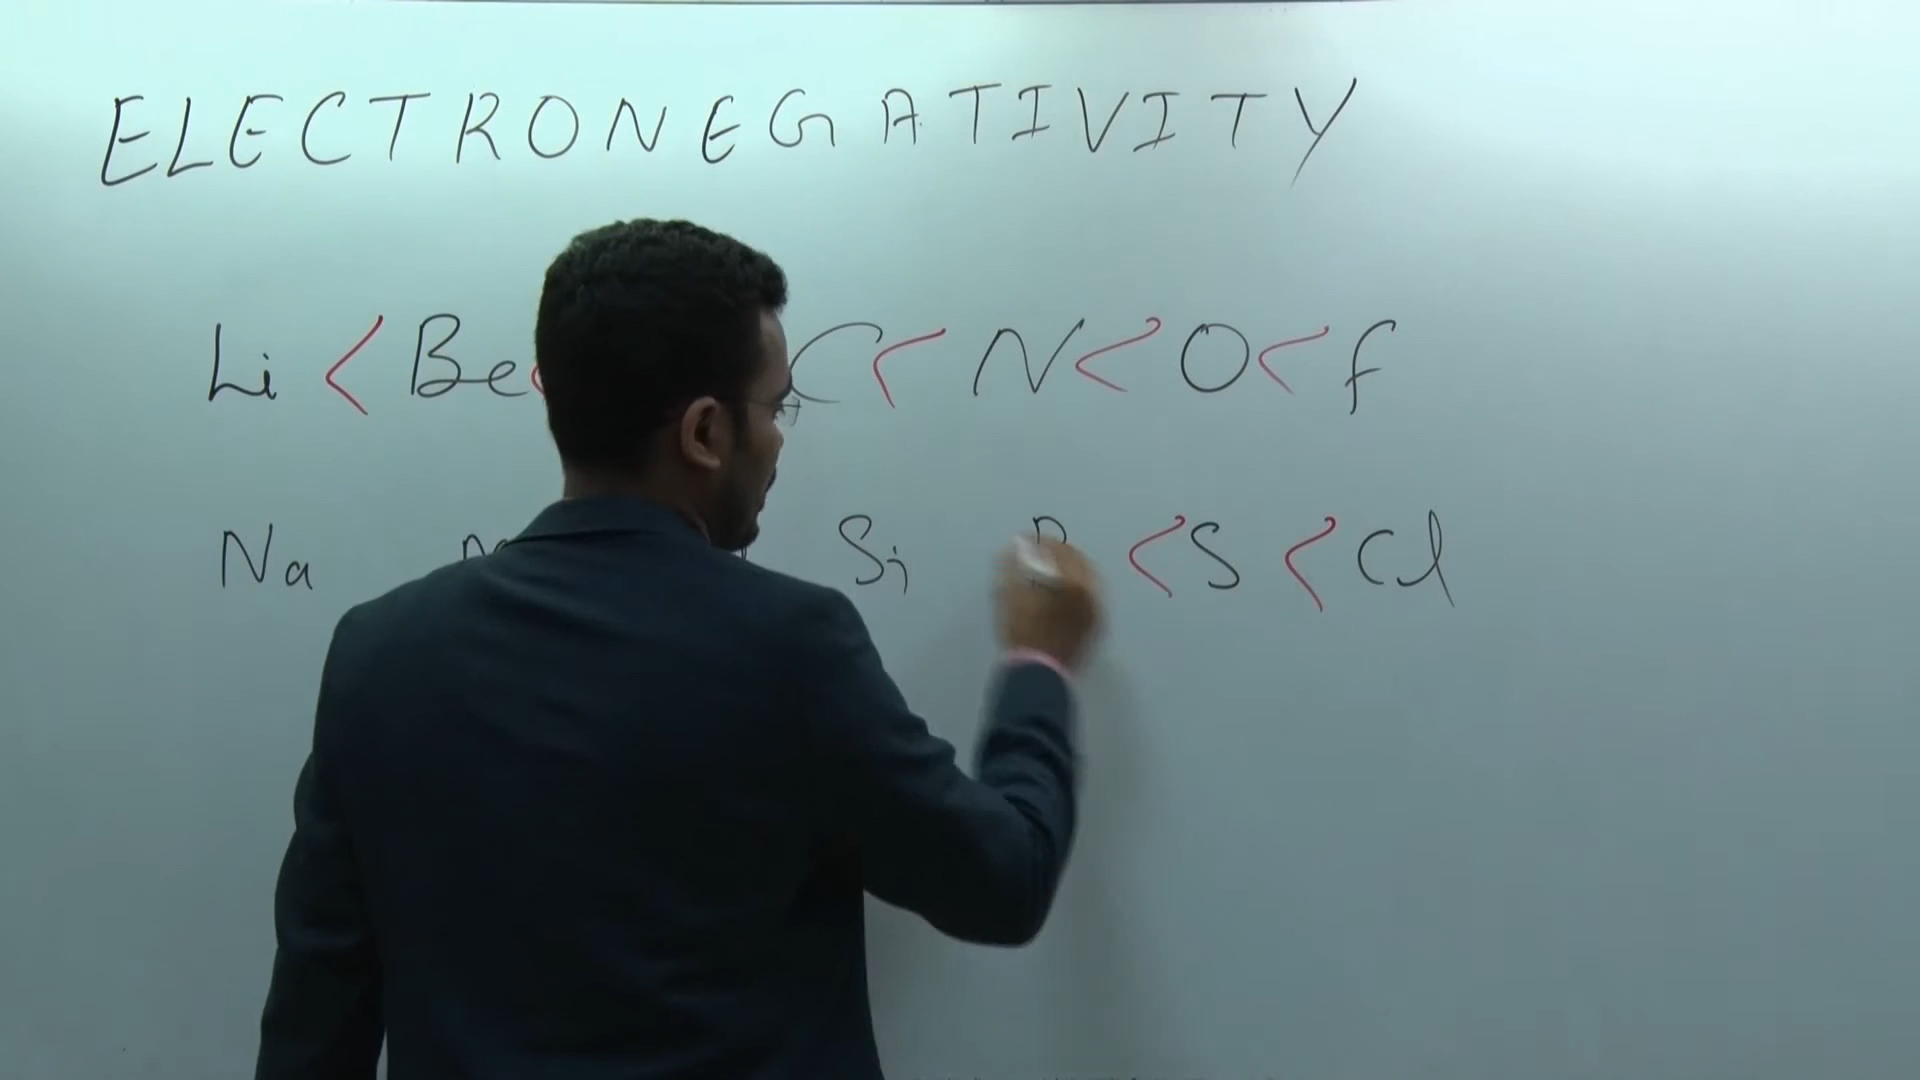 ELECTRONEGATIVITY
Li < Be < C < N < O < f
Na Si P < S < Cl